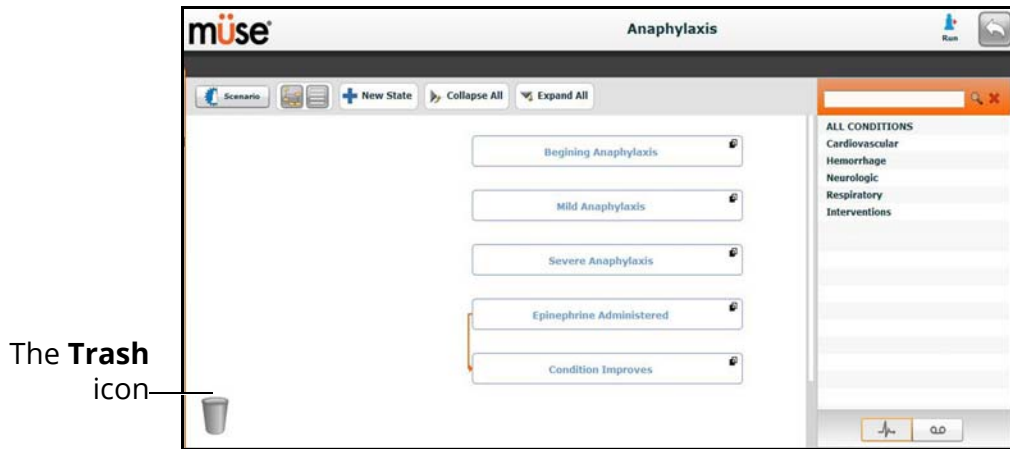 müse
Anaphylaxis
Run
Scenario
New State
Collapse All
Expand All
Begining Anaphylaxis
Mild Anaphylaxis
Severe Anaphylaxis
Epinephrine Administered
Condition Improves
ALL CONDITIONS
Cardiovascular
Hemorrhage
Neurologic
Respiratory
Interventions
The Trash
icon